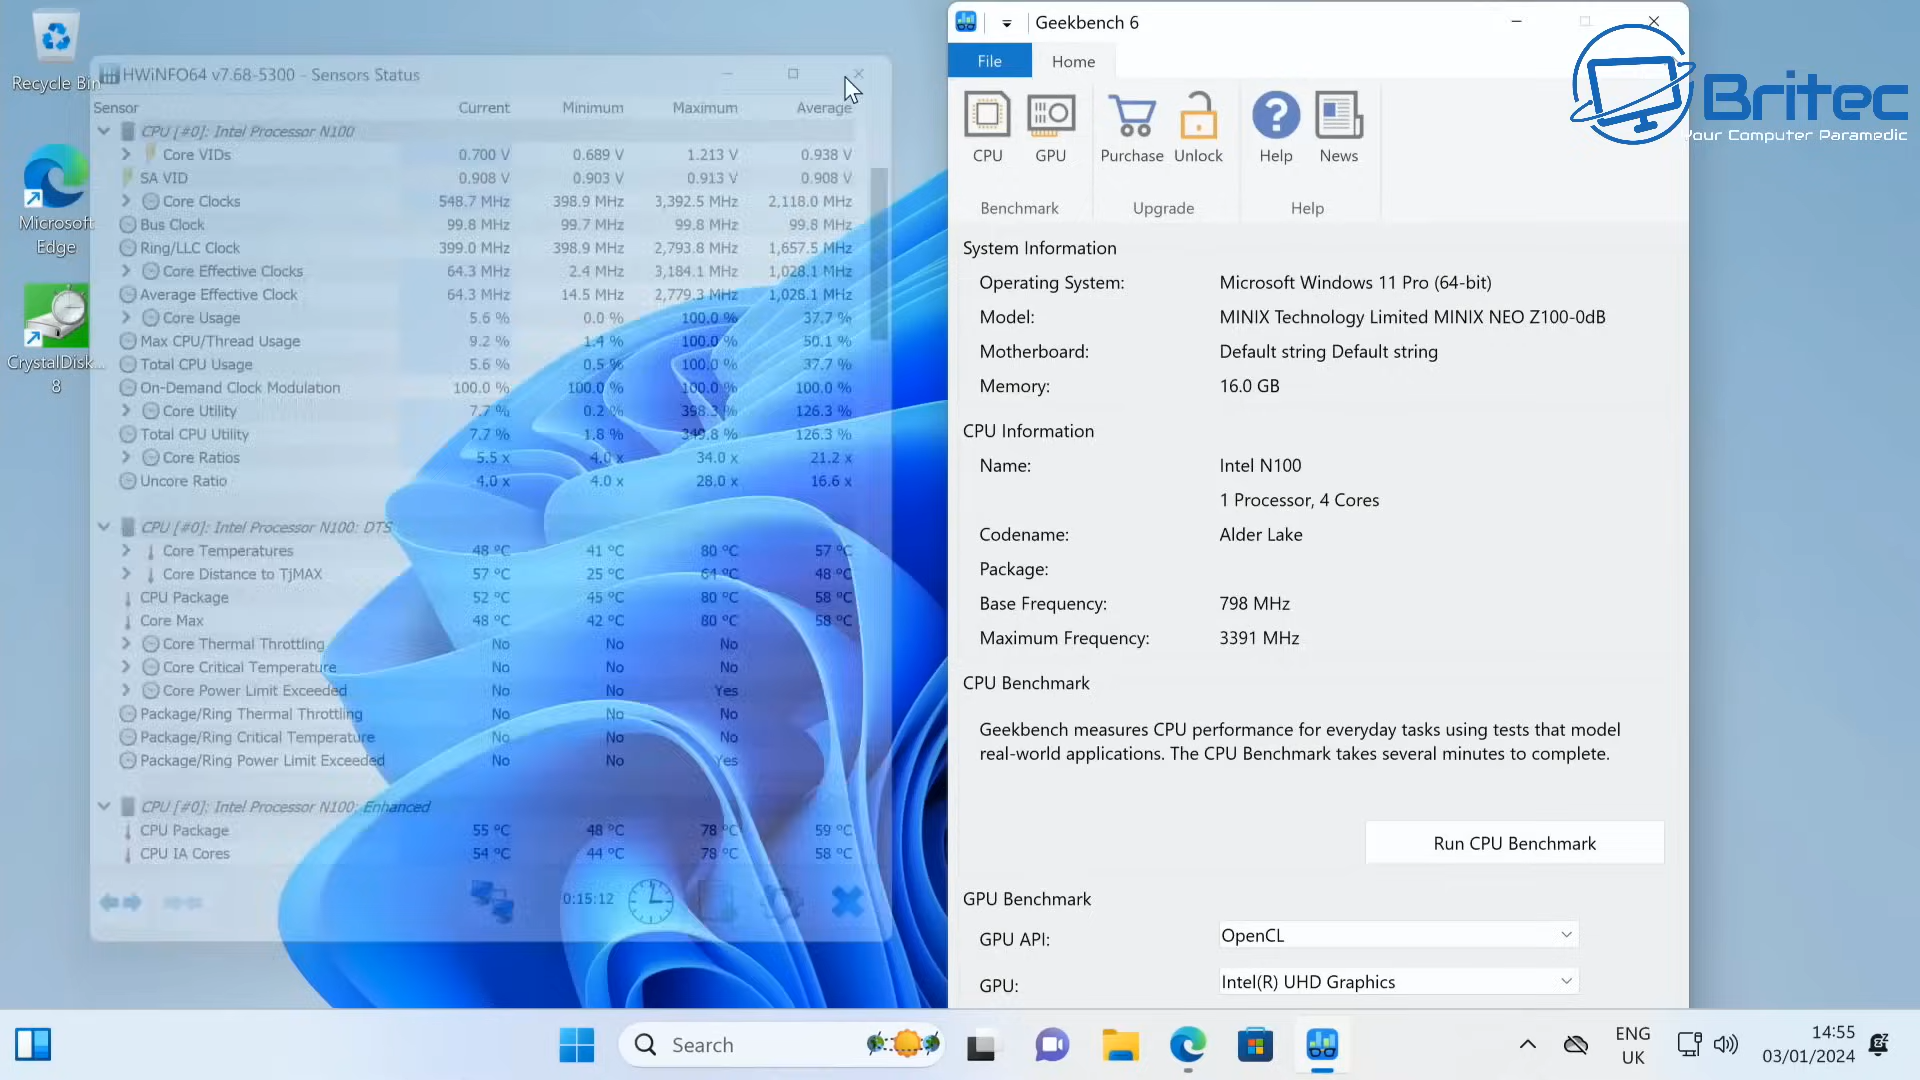 Recycle Bin
Microsoft
Edge
CrystalDisk...
8
HWiNFO64 v7.68-5300 - Sensors Status
Sensor Current Minimum Maximum Average
CPU [#0]: Intel Processor N100
Core VIDs 0.700 V 0.689 V 1.213 V 0.938 V
SA VID 0.908 V 0.903 V 0.913 V 0.908 V
Core Clocks 548.7 MHz 398.9 MHz 3,392.5 MHz 2,118.0 MHz
Bus Clock 99.8 MHz 99.7 MHz 99.8 MHz 99.8 MHz
Ring/LLC Clock 399.0 MHz 398.9 MHz 2,793.8 MHz 1,657.5 MHz
Core Effective Clocks 64.3 MHz 2.4 MHz 3,184.1 MHz 1,028.1 MHz
Average Effective Clock 64.3 MHz 14.5 MHz 2,779.3 MHz 1,028.1 MHz
Core Usage 5.6 % 0.0 % 100.0 % 37.7 %
Max CPU/Thread Usage 9.2 % 1.4 % 100.0 % 50.1 %
Total CPU Usage 5.6 % 0.5 % 100.0 % 37.7 %
On-Demand Clock Modulation 100.0 % 100.0 % 100.0 % 100.0 %
Core Utility 7.7 % 0.2 % 398.3 % 126.3 %
Total CPU Utility 7.7 % 1.8 % 349.8 % 126.3 %
Core Ratios 5.5 x 4.0 x 34.0 x 21.2 x
Uncore Ratio 4.0 x 4.0 x 28.0 x 16.6 x
CPU [#0]: Intel Processor N100: DTS
Core Temperatures 48 °C 41 °C 80 °C 57 °C
Core Distance to TjMAX 57 °C 25 °C 64 °C 48 °C
CPU Package 52 °C 45 °C 80 °C 58 °C
Core Max 48 °C 42 °C 80 °C 58 °C
Core Thermal Throttling No No No
Core Critical Temperature No No No
Core Power Limit Exceeded No No Yes
Package/Ring Thermal Throttling No No No
Package/Ring Critical Temperature No No No
Package/Ring Power Limit Exceeded No No Yes
CPU [#0]: Intel Processor N100: Enhanced
CPU Package 55 °C 48 °C 78 °C 59 °C
CPU IA Cores 54 °C 44 °C 78 °C 58 °C
0:15:12
Geekbench 6
File Home
CPU GPU Purchase Unlock Help News
Benchmark Upgrade Help
System Information
Operating System: Microsoft Windows 11 Pro (64-bit)
Model: MINIX Technology Limited MINIX NEO Z100-0dB
Motherboard: Default string Default string
Memory: 16.0 GB
CPU Information
Name: Intel N100
1 Processor, 4 Cores
Codename: Alder Lake
Package:
Base Frequency: 798 MHz
Maximum Frequency: 3391 MHz
CPU Benchmark
Geekbench measures CPU performance for everyday tasks using tests that model
real-world applications. The CPU Benchmark takes several minutes to complete.
Run CPU Benchmark
GPU Benchmark
GPU API: OpenCL
GPU: Intel(R) UHD Graphics
Britec
Your Computer Paramedic
Search
ENG
UK
14:55
03/01/2024